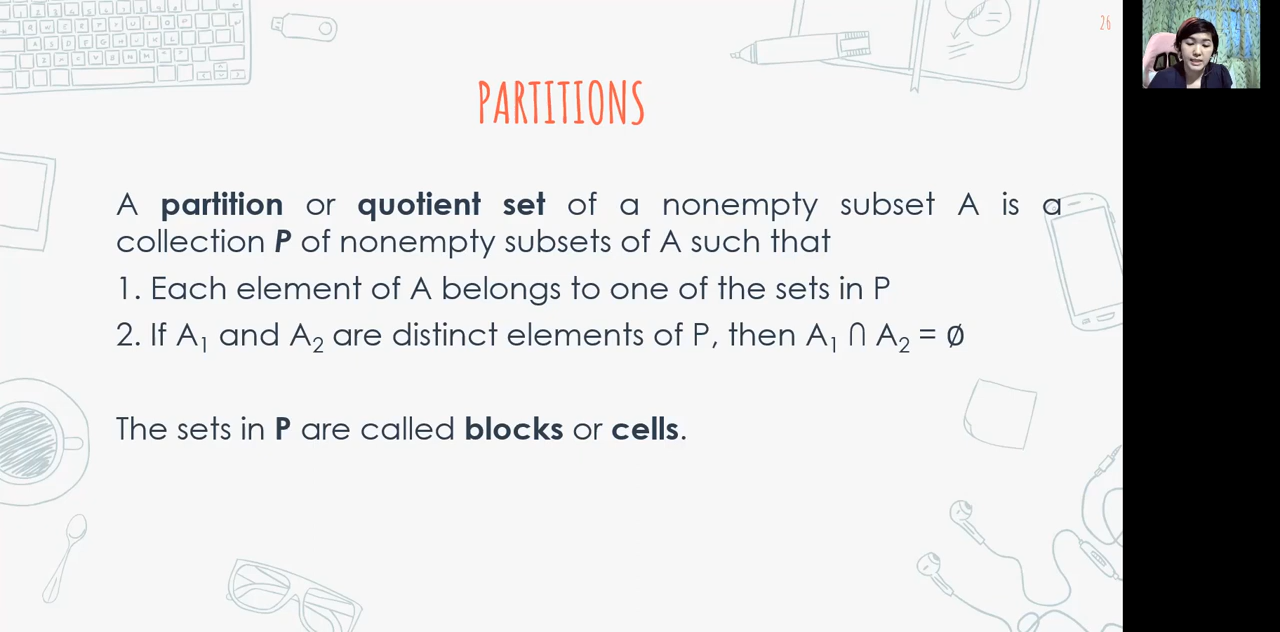 26
PARTITIONS
A partition or quotient set of a nonempty subset A is a
collection P of nonempty subsets of A such that
1. Each element of A belongs to one of the sets in P
2. If A₁ and A₂ are distinct elements of P, then A₁ ∩ A₂ = ø
The sets in P are called blocks or cells.